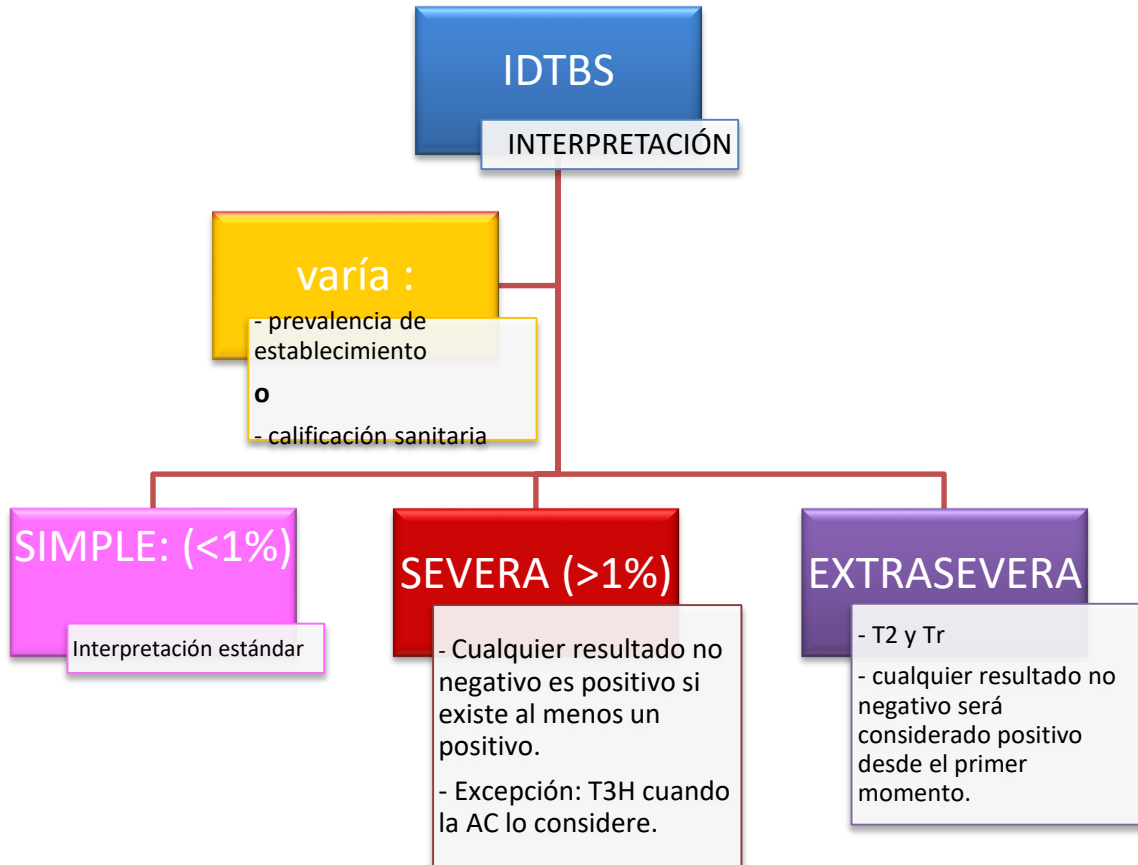 IDTBS
INTERPRETACIÓN
varía :
- prevalencia de
establecimiento
o
- calificación sanitaria
SIMPLE: (<1%)
Interpretación estándar
SEVERA (>1%)
- Cualquier resultado no
negativo es positivo si
existe al menos un
positivo.
- Excepción: T3H cuando
la AC lo considere.
EXTRASEVERA
- T2 y Tr
- cualquier resultado no
negativo será
considerado positivo
desde el primer
momento.